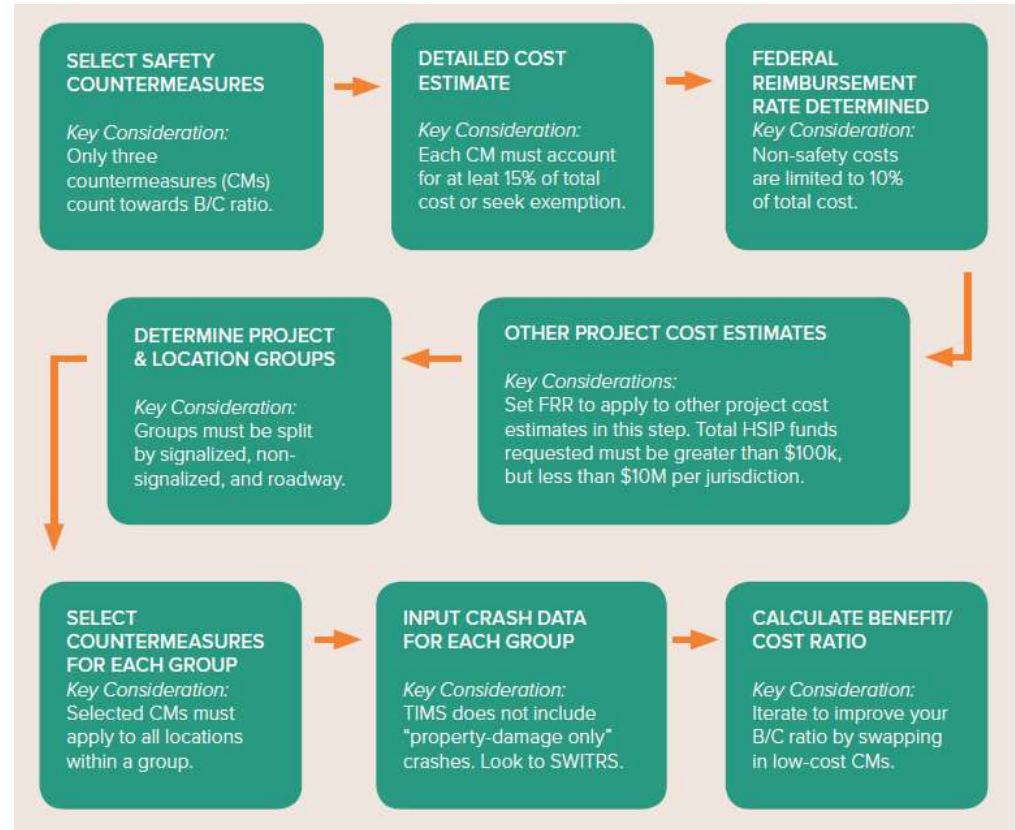 SELECT SAFETY
COUNTERMEASURES
Key Consideration:
Only three
countermeasures (CMs)
count towards B/C ratio.
DETAILED COST
ESTIMATE
Key Consideration:
Each CM must account
for at leat 15% of total
cost or seek exemption.
FEDERAL
REIMBURSEMENT
RATE DETERMINED
Key Consideration:
Non-safety costs
are limited to 10%
of total cost.
OTHER PROJECT COST ESTIMATES
Key Considerations:
Set FRR to apply to other project cost
estimates in this step. Total HSIP funds
requested must be greater than $100k,
but less than $10M per jurisdiction.
DETERMINE PROJECT
& LOCATION GROUPS
Key Consideration:
Groups must be split
by signalized, non-
signalized, and roadway.
SELECT
COUNTERMEASURES
FOR EACH GROUP
Key Consideration:
Selected CMs must
apply to all locations
within a group.
INPUT CRASH DATA
FOR EACH GROUP
Key Consideration:
TIMS does not include
“property-damage only”
crashes. Look to SWITRS.
CALCULATE BENEFIT/
COST RATIO
Key Consideration:
Iterate to improve your
B/C ratio by swapping
in low-cost CMs.